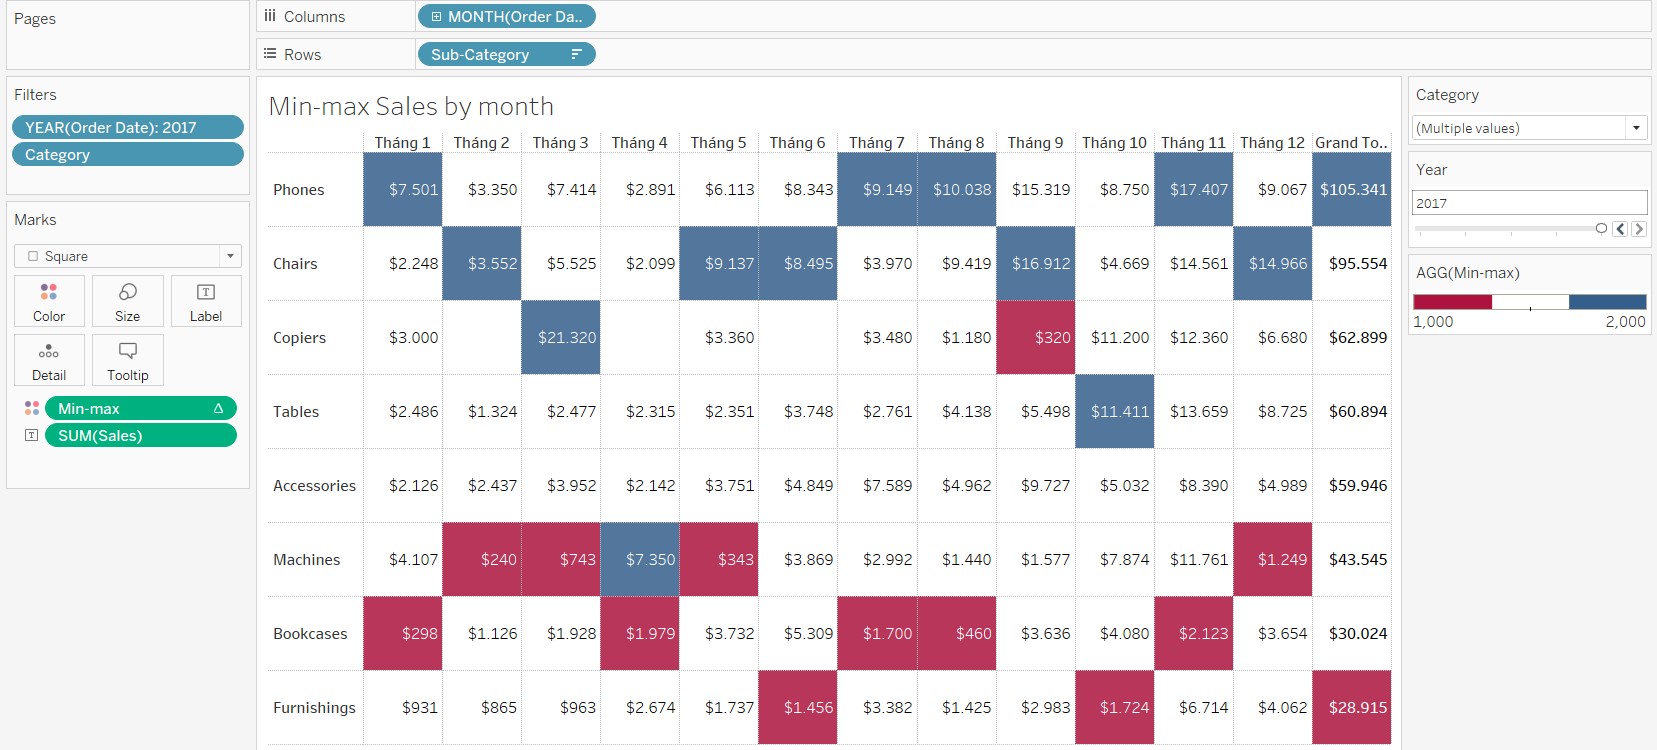 Pages
Columns
MONTH(Order Da..
Rows
Sub-Category
Filters
YEAR(Order Date): 2017
Category
Marks
Square
Color Size Label
Detail Tooltip
Min-max
SUM(Sales)
Min-max Sales by month
Tháng 1 Tháng 2 Tháng 3 Tháng 4 Tháng 5 Tháng 6 Tháng 7 Tháng 8 Tháng 9 Tháng 10 Tháng 11 Tháng 12 Grand To..
Phones $7.501 $3.350 $7.414 $2.891 $6.113 $8.343 $9.149 $10.038 $15.319 $8.750 $17.407 $9.067 $105.341
Chairs $2.248 $3.552 $5.525 $2.099 $9.137 $8.495 $3.970 $9.419 $16.912 $4.669 $14.561 $14.966 $95.554
Copiers $3.000 $21.320 $3.360 $3.480 $1.180 $320 $11.200 $12.360 $6.680 $62.899
Tables $2.486 $1.324 $2.477 $2.315 $2.351 $3.748 $2.761 $4.138 $5.498 $11.411 $13.659 $8.725 $60.894
Accessories $2.126 $2.437 $3.952 $2.142 $3.751 $4.849 $7.589 $4.962 $9.727 $5.032 $8.390 $4.989 $59.946
Machines $4.107 $240 $743 $7.350 $343 $3.869 $2.992 $1.440 $1.577 $7.874 $11.761 $1.249 $43.545
Bookcases $298 $1.126 $1.928 $1.979 $3.732 $5.309 $1.700 $460 $3.636 $4.080 $2.123 $3.654 $30.024
Furnishings $931 $865 $963 $2.674 $1.737 $1.456 $3.382 $1.425 $2.983 $1.724 $6.714 $4.062 $28.915
Category
(Multiple values)
Year
2017
AGG(Min-max)
1,000 2,000